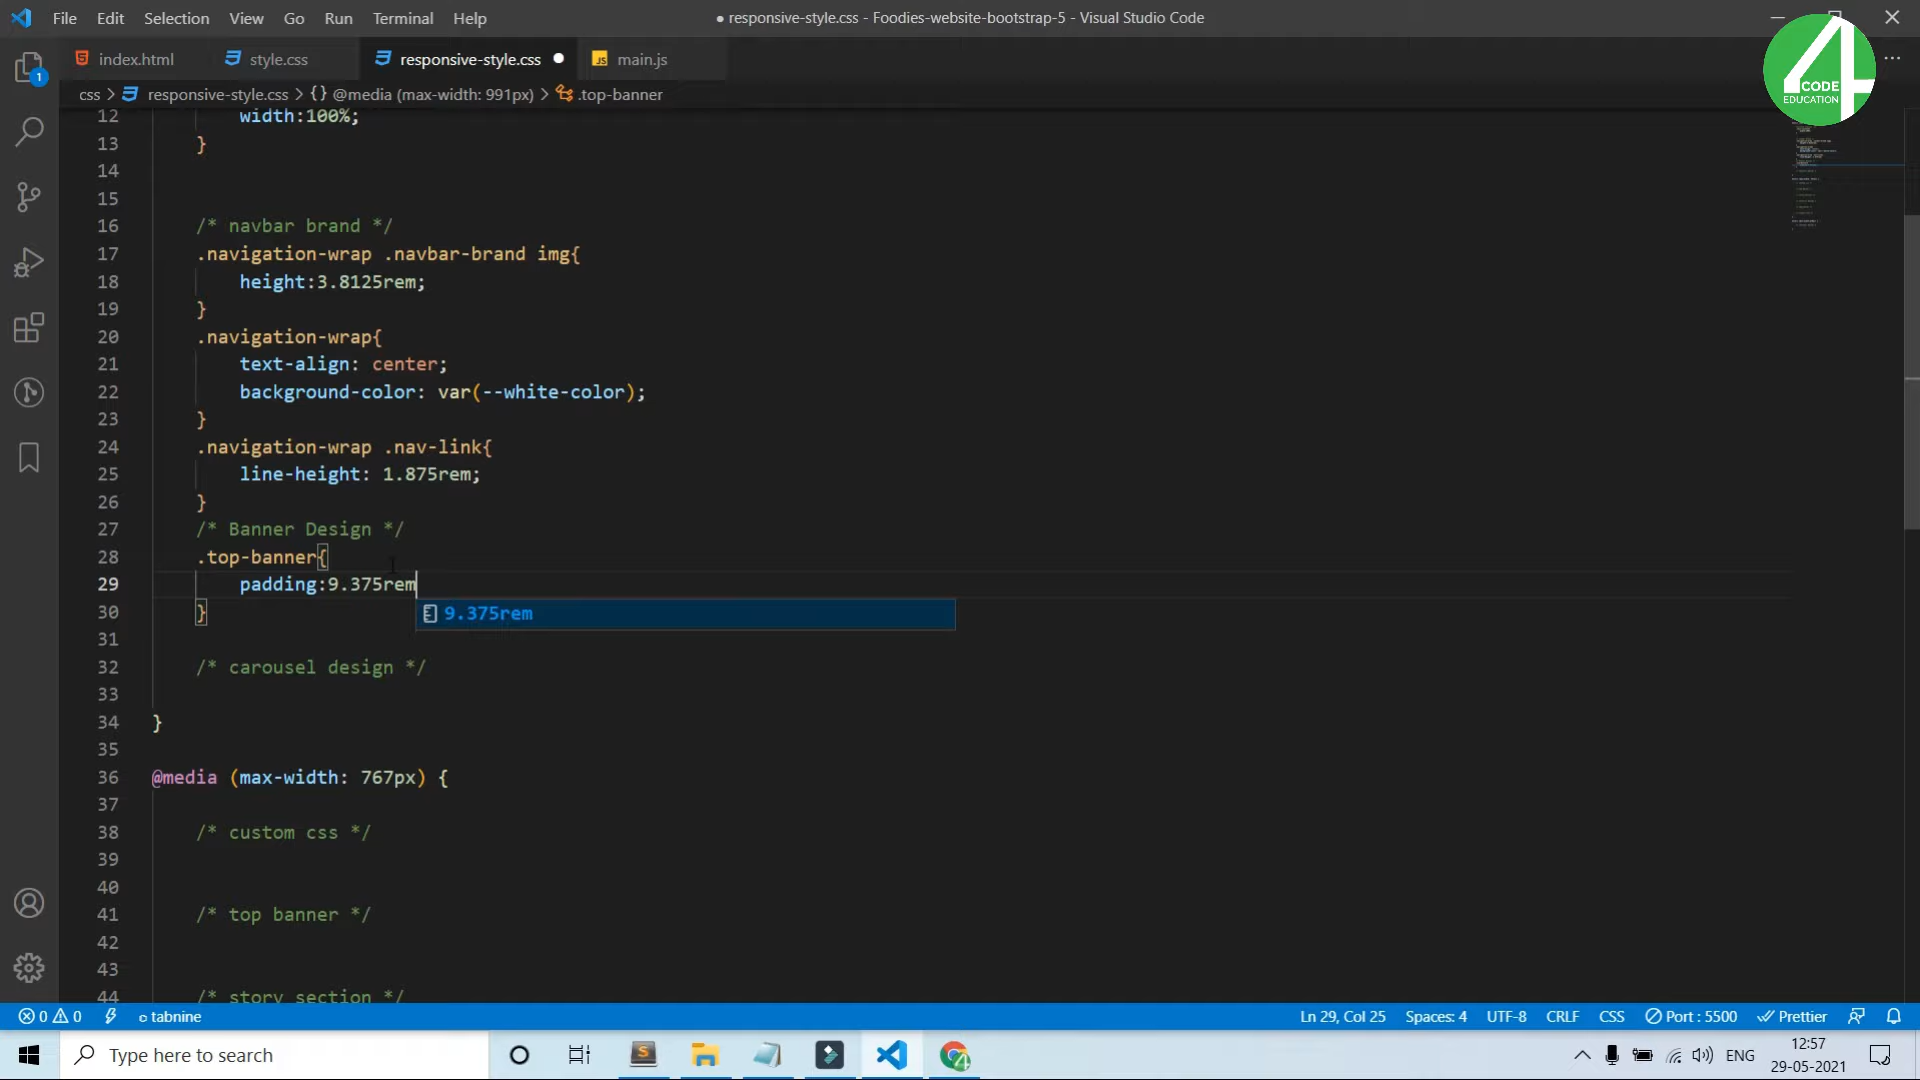 File Edit Selection View Go Run Terminal Help
● responsive-style.css - Foodies-website-bootstrap-5 - Visual Studio Code
index.html style.css responsive-style.css ● main.js
css > responsive-style.css > {} @media (max-width: 991px) > .top-banner
4
CODE
EDUCATION
1
12 width:100%;
13 }
14
15
16 /* navbar brand */
17 .navigation-wrap .navbar-brand img{
18 height:3.8125rem;
19 }
20 .navigation-wrap{
21 text-align: center;
22 background-color: var(--white-color);
23 }
24 .navigation-wrap .nav-link{
25 line-height: 1.875rem;
26 }
27 /* Banner Design */
28 .top-banner{
29 padding:9.375rem
30 }
9.375rem
31
32 /* carousel design */
33
34 }
35
36 @media (max-width: 767px) {
37
38 /* custom css */
39
40
41 /* top banner */
42
43
44 /* story section */
0 0 tabnine
Ln 29, Col 25 Spaces: 4 UTF-8 CRLF CSS Port : 5500 Prettier
Type here to search
ENG
12:57
29-05-2021